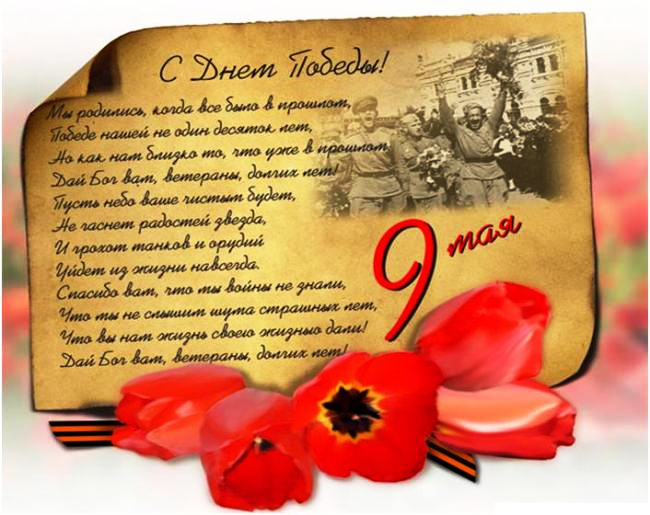 С Днем Победы!
Мы родились, когда все было в прошлом,
Победе нашей не один десяток лет,
Но как нам близко то, что уже в прошлом
Дай Бог вам, ветераны, долгих лет!
Пусть небо ваше чистым будет,
Не гаснет радостей звезда,
И грохот танков и орудий
Уйдет из жизни навсегда.
Спасибо вам, что мы войны не знали,
Что мы не слышим шума страшных лет,
Что вы нам жизнь своею жизнью дали!
Дай Бог вам, ветераны, долгих лет!
9 мая